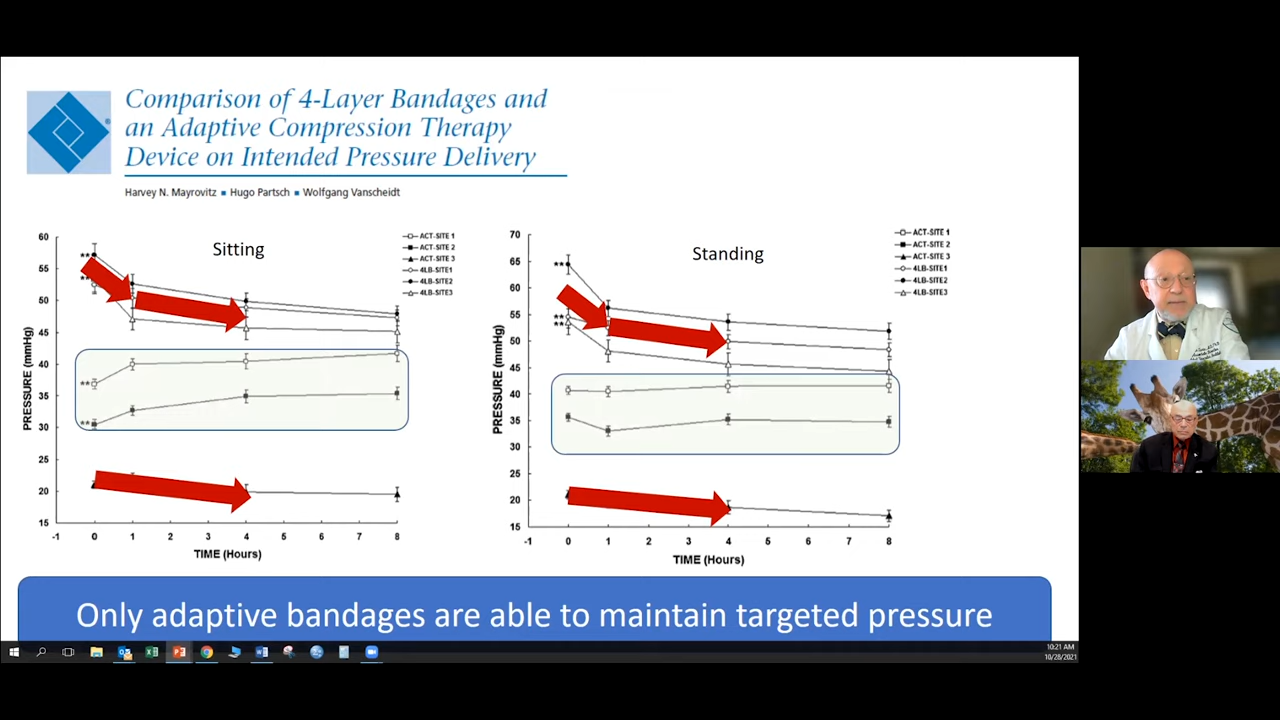 Comparison of 4-Layer Bandages and
an Adaptive Compression Therapy
Device on Intended Pressure Delivery
Harvey N. Mayrovitz ■ Hugo Partsch ■ Wolfgang Vanscheidt
Sitting
60
55
50
45
40
35
30
25
20
15
PRESSURE (mmHg)
**
**
**
**
-1 0 1 2 3 4 5 6 7 8
TIME (Hours)
ACT-SITE 1
ACT-SITE 2
ACT-SITE 3
4LB-SITE1
4LB-SITE2
4LB-SITE3
Standing
70
65
60
55
50
45
40
35
30
25
20
15
PRESSURE (mmHg)
**
**
**
-1 0 1 2 3 4 5 6 7 8
TIME (Hours)
ACT-SITE 1
ACT-SITE 2
ACT-SITE 3
4LB-SITE1
4LB-SITE2
4LB-SITE3
Only adaptive bandages are able to maintain targeted pressure
10:21 AM
10/28/2021